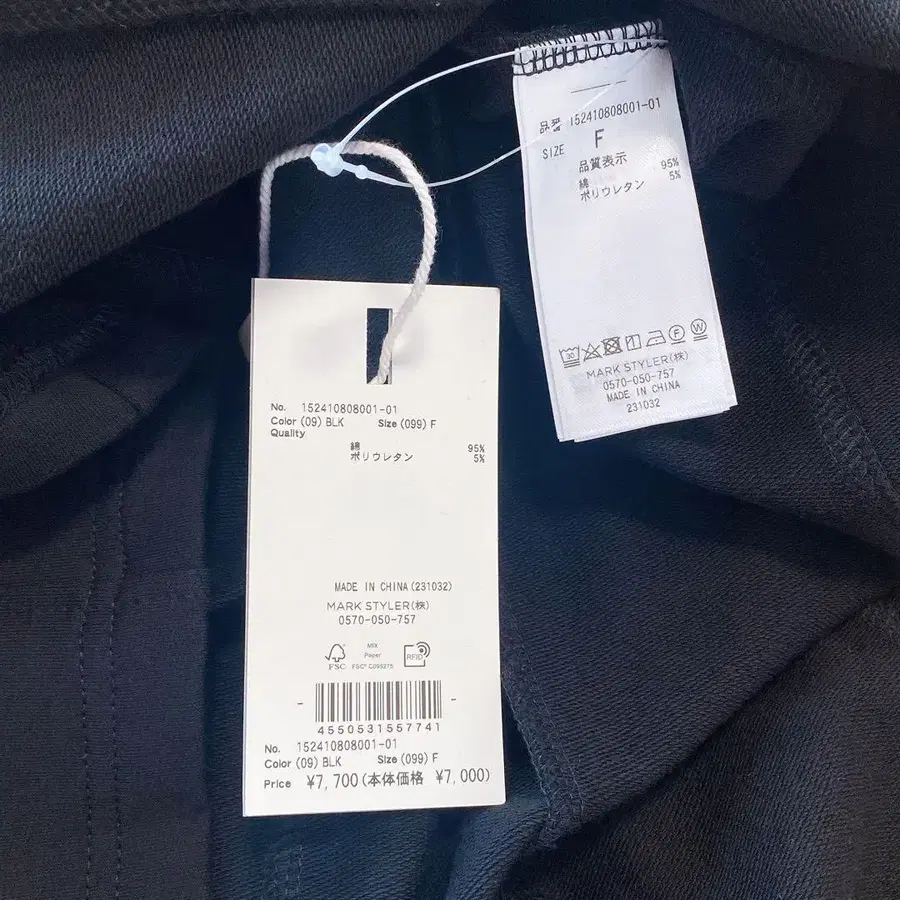 品番 152410808001-01
SIZE F
品質表示
綿 95%
ポリウレタン 5%
30
F
W
MARK STYLER(株)
0570-050-757
MADE IN CHINA
231032
No. 152410808001-01
Color (09) BLK Size (099) F
Quality
綿 95%
ポリウレタン 5%
MADE IN CHINA(231032)
MARK STYLER(株)
0570-050-757
FSC
MIX
Paper
FSC® C095275
RFID
4550531557741
No. 152410808001-01
Color (09) BLK Size (099) F
Price ¥7,700(本体価格 ¥7,000)